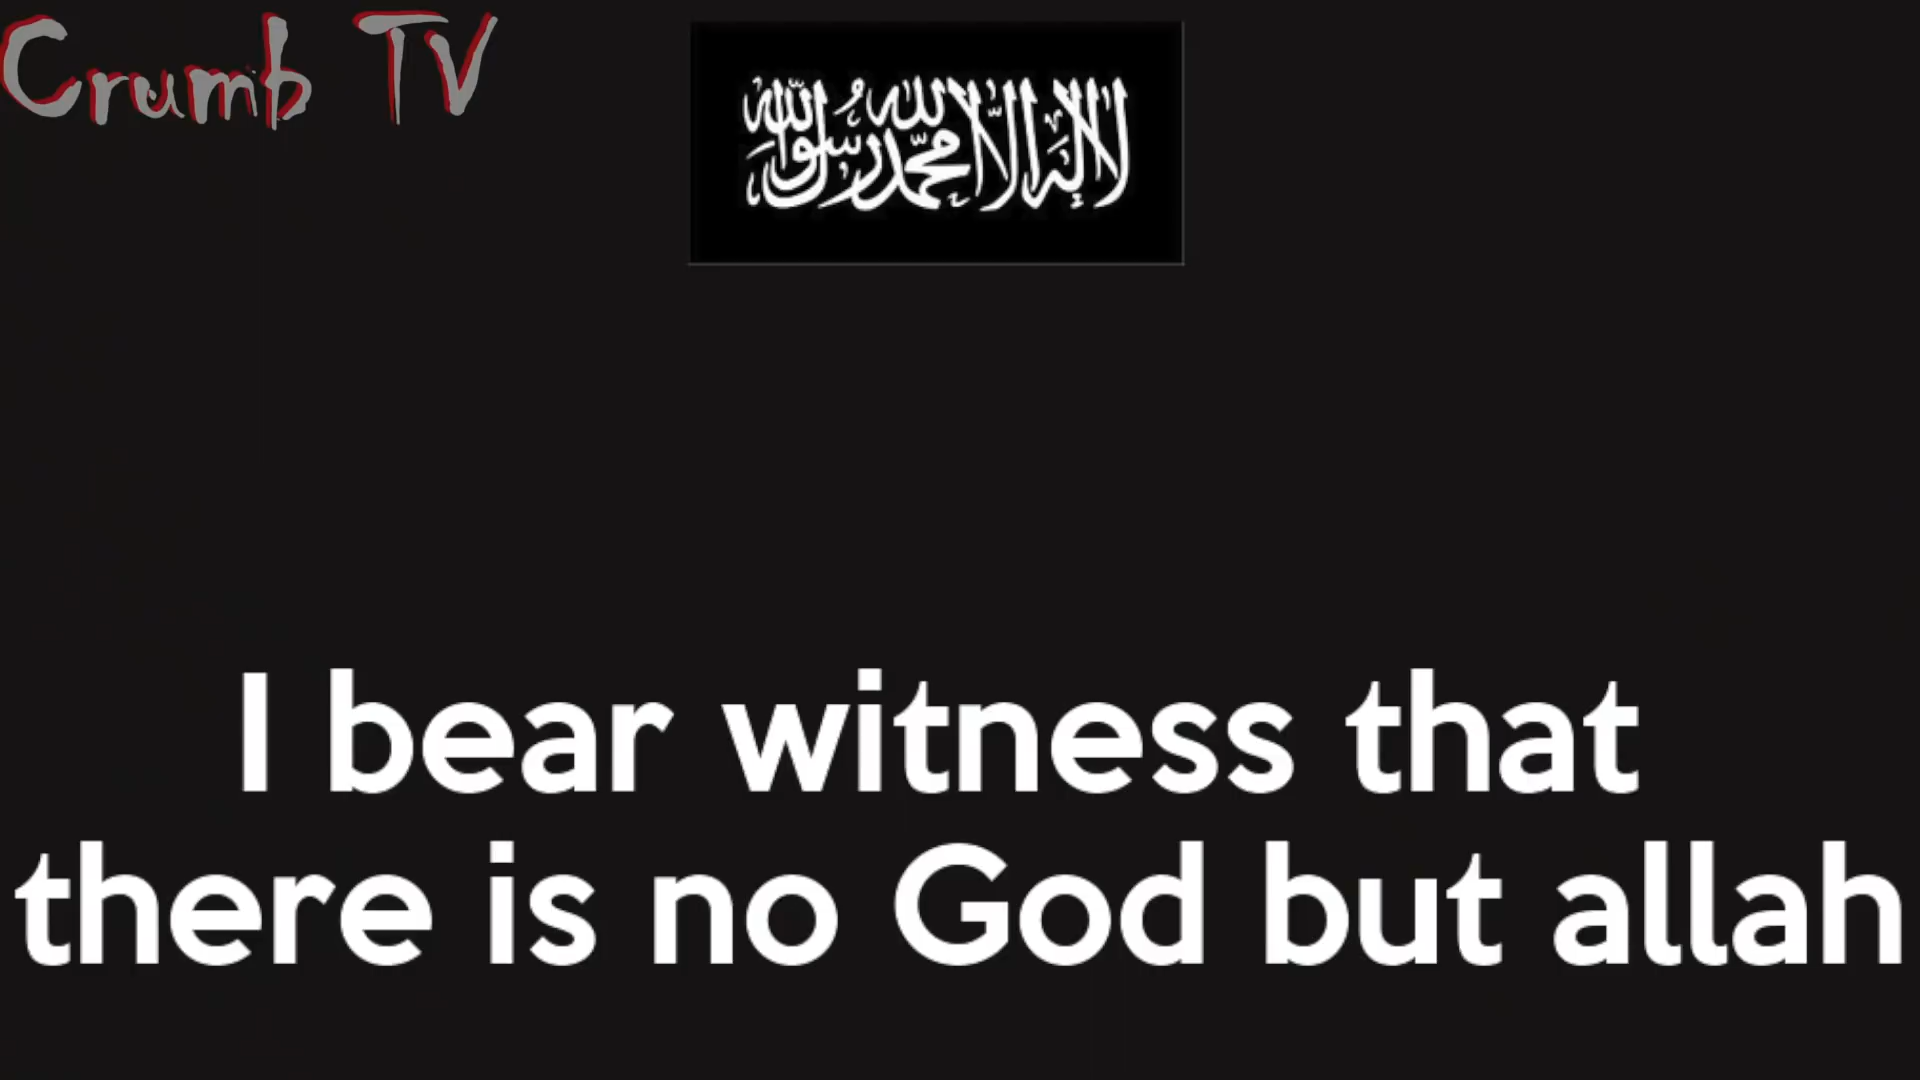 Crumb TV
لا إله إلا الله محمد رسول الله
I bear witness that
there is no God but allah